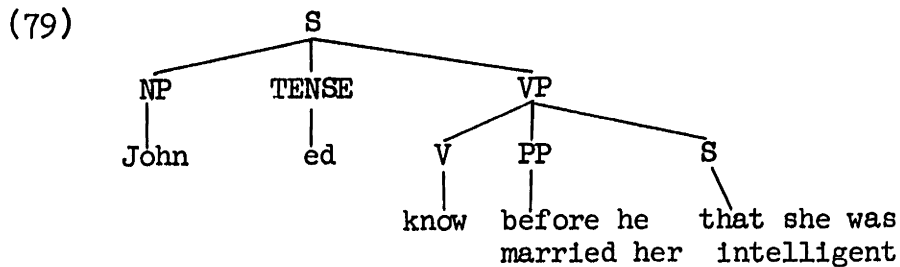 (79) S
NP TENSE VP
John ed V PP S
know before he that she was
married her intelligent